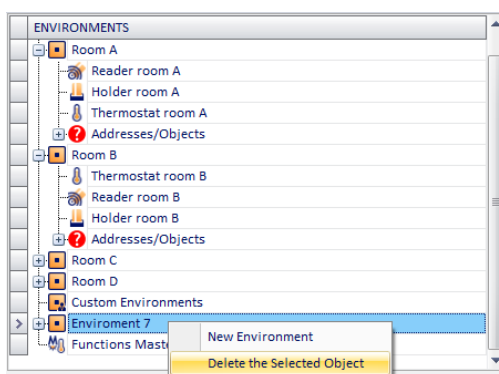 ENVIRONMENTS
Room A
Reader room A
Holder room A
Thermostat room A
Addresses/Objects
Room B
Thermostat room B
Reader room B
Holder room B
Addresses/Objects
Room C
Room D
Custom Environments
Enviroment 7
New Environment
Functions Maste
Delete the Selected Object